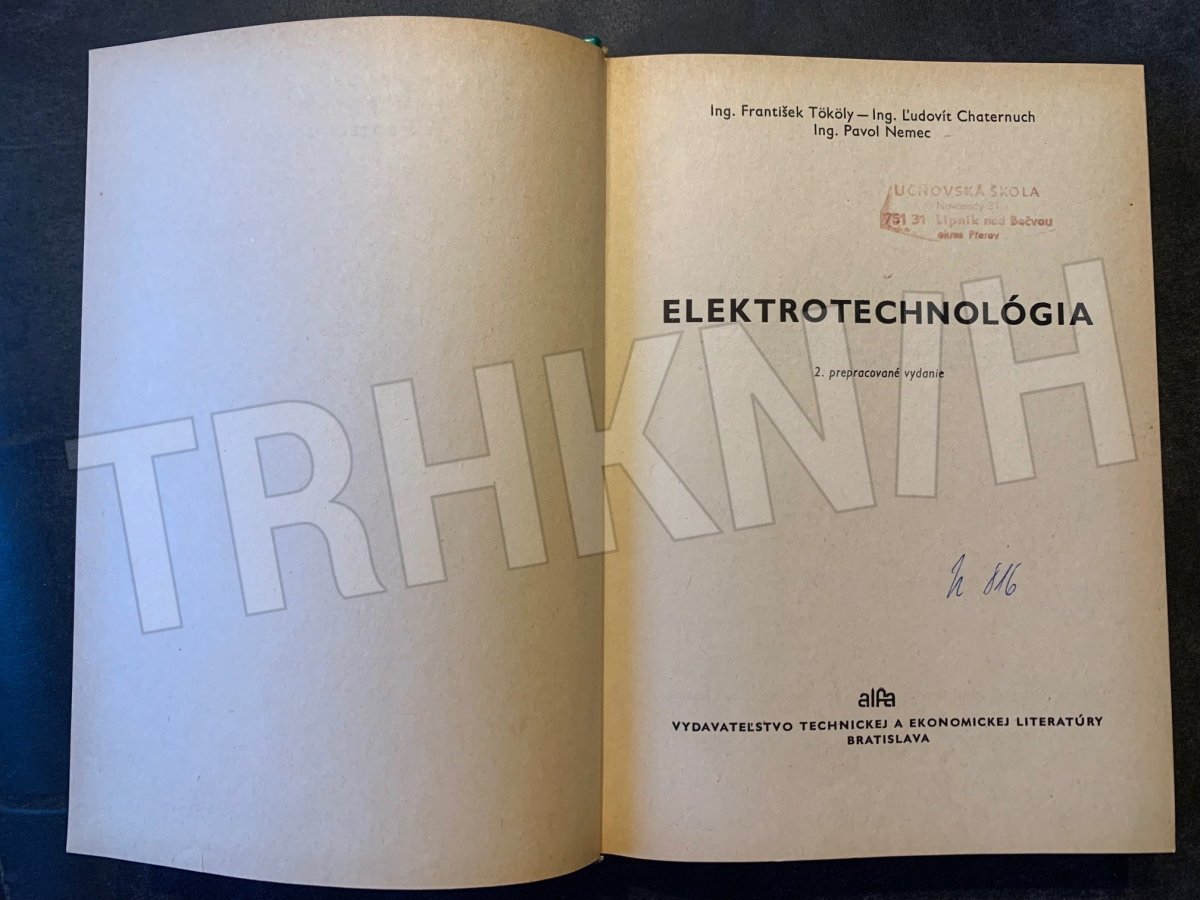 Ing. František Tököly — Ing. Ľudovít Chaternuch
Ing. Pavol Nemec
UČŇOVSKÁ ŠKOLA
751 31 Lipník nad Bečvou
okres Přerov
ELEKTROTECHNOLÓGIA
2. prepracované vydanie
TRHKNIH
816
alfa
VYDAVATEĽSTVO TECHNICKEJ A EKONOMICKEJ LITERATÚRY
BRATISLAVA